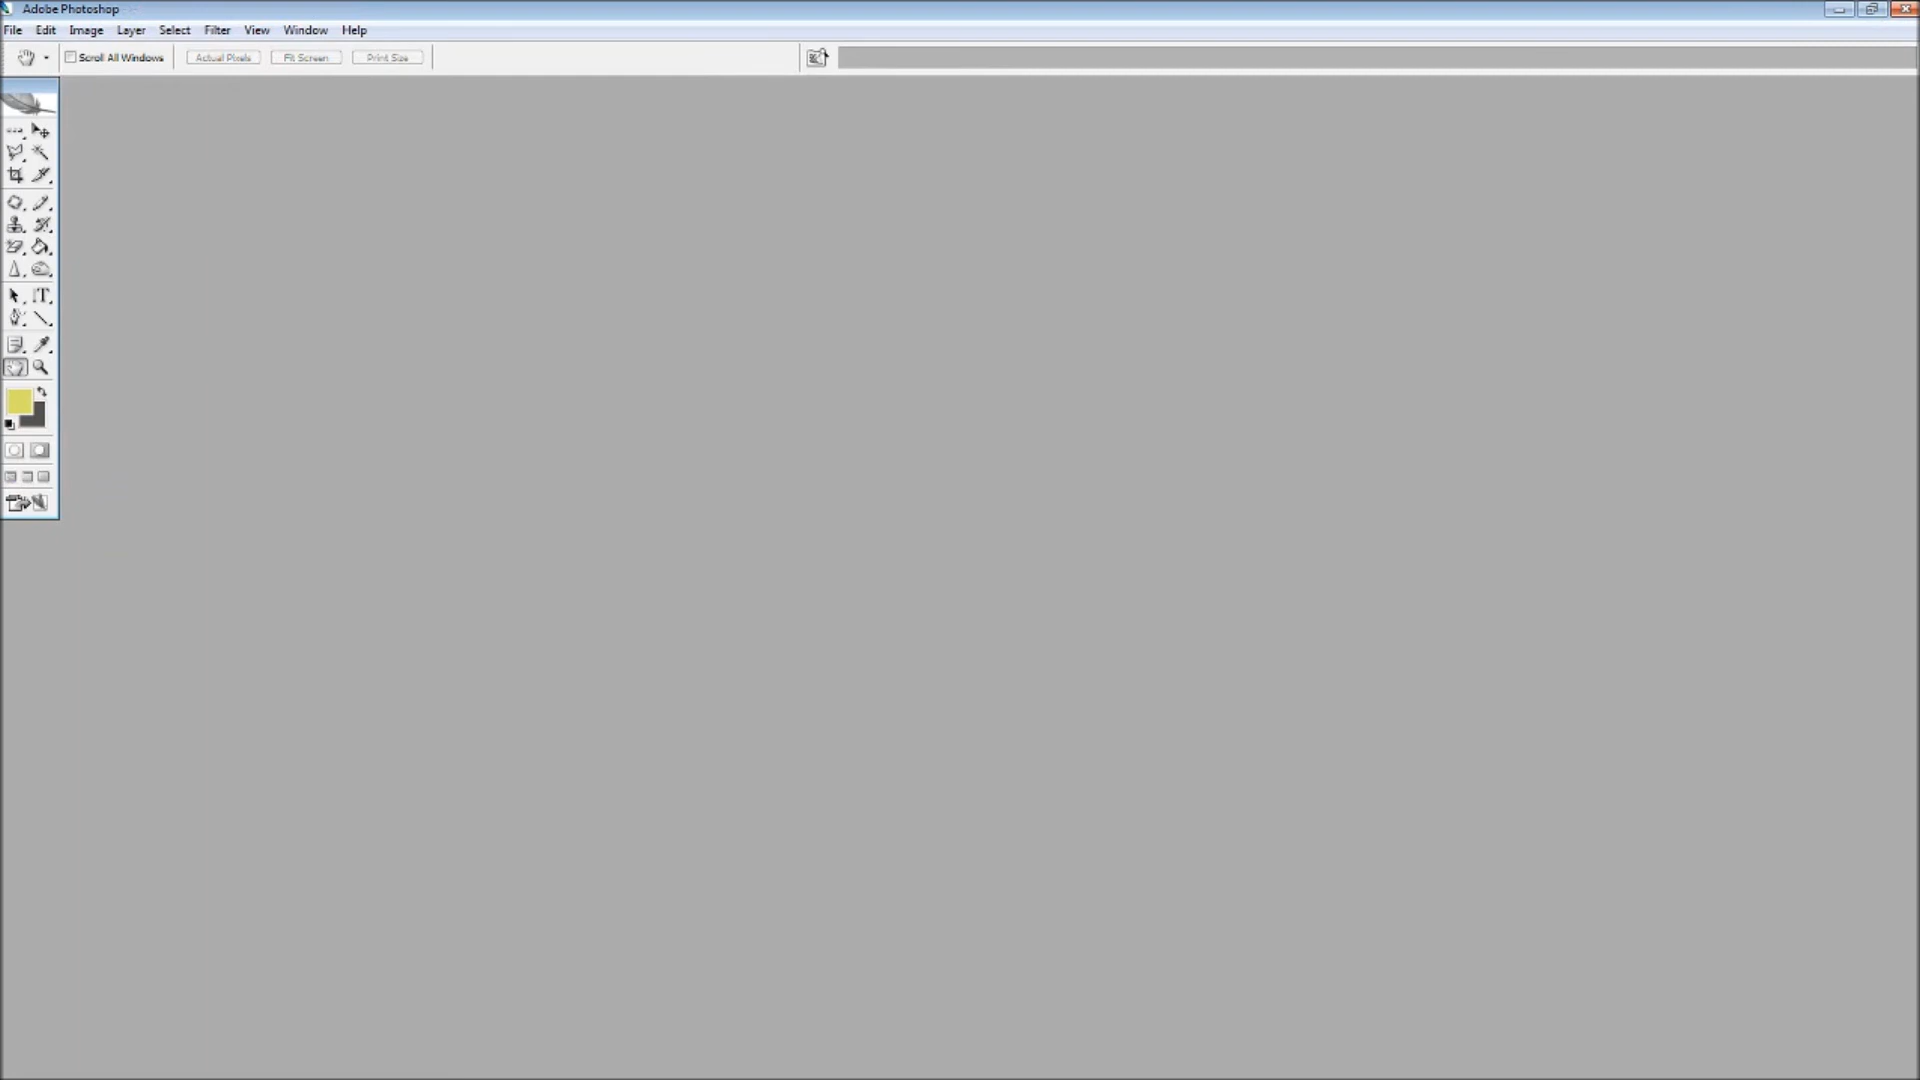 Adobe Photoshop
File Edit Image Layer Select Filter View Window Help
Scroll All Windows Actual Pixels Fit Screen Print Size